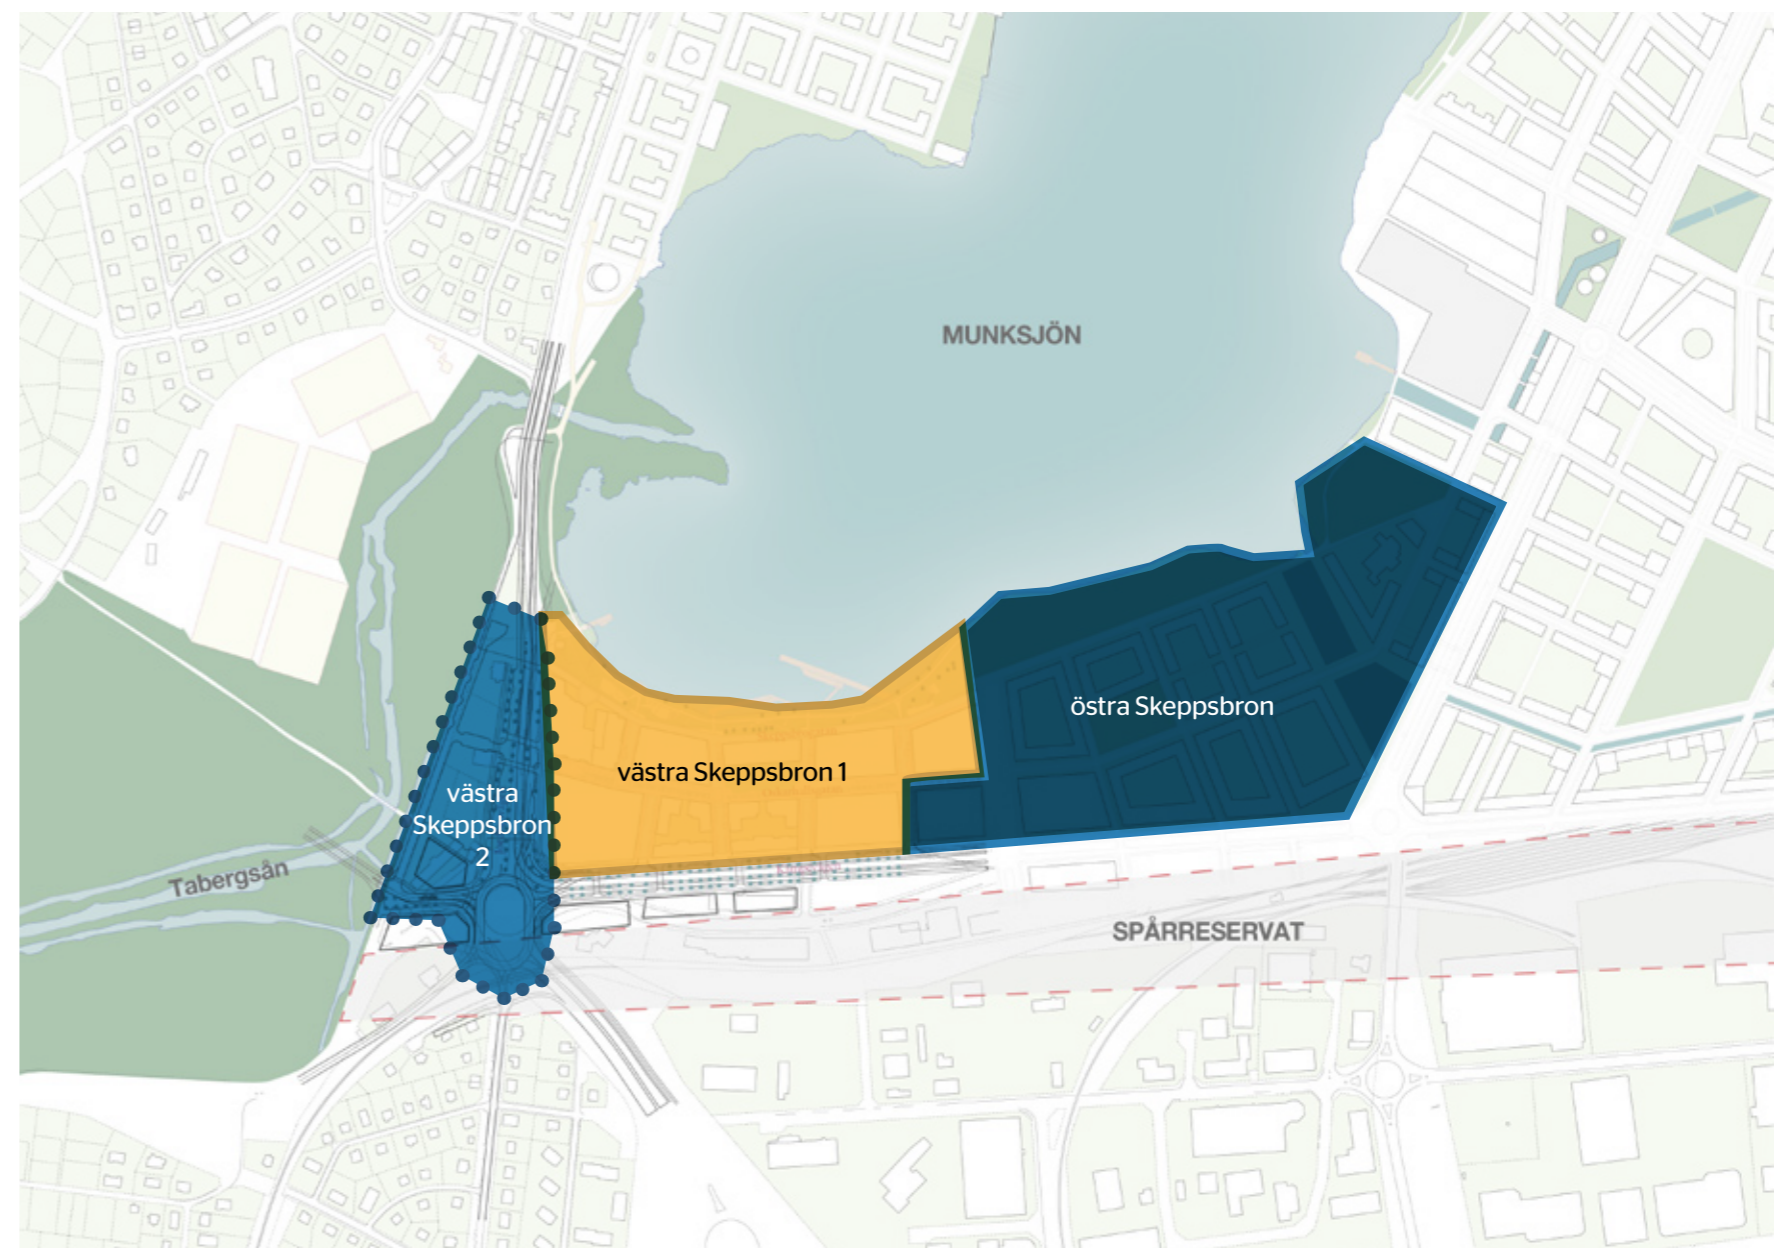 MUNKSJÖN
östra Skeppsbron
västra Skeppsbron 1
västra
Skeppsbron
2
Tabergsån
SPÅRRESERVAT